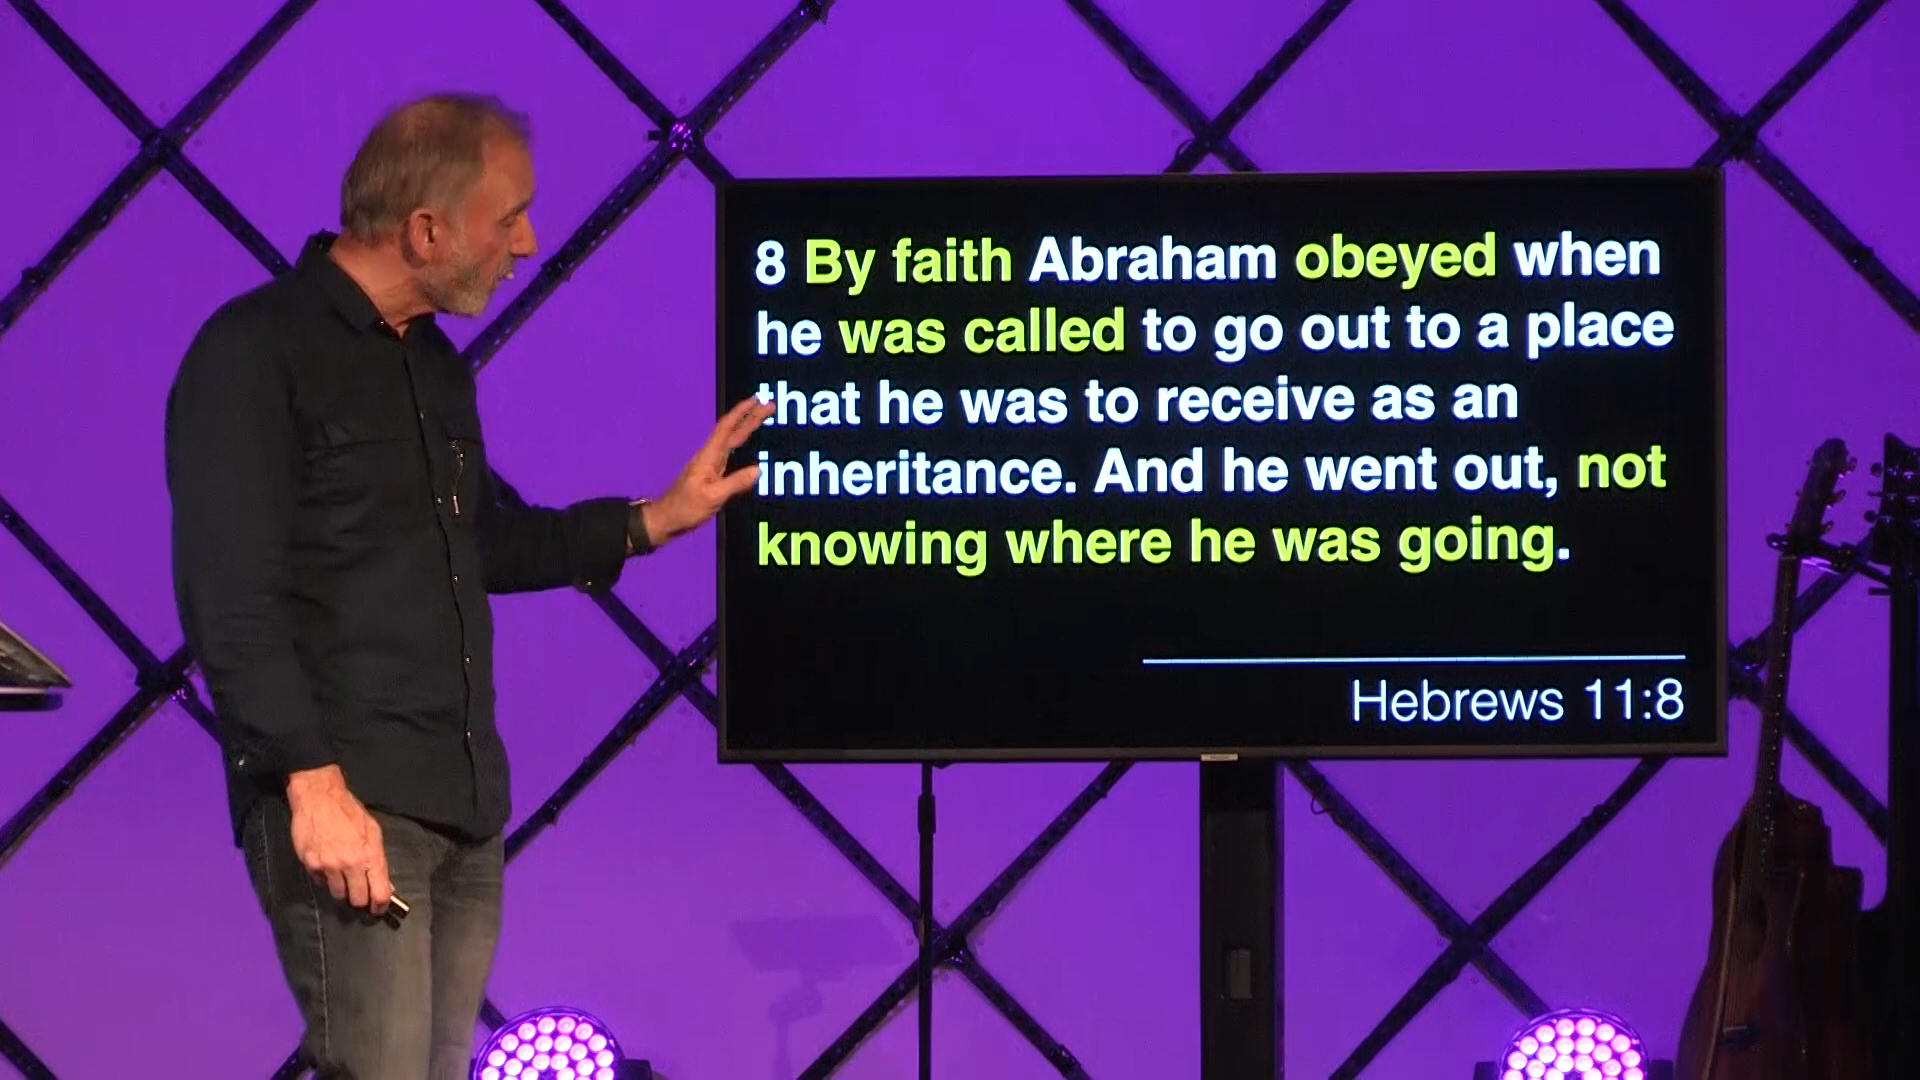 8 By faith Abraham obeyed when
he was called to go out to a place
that he was to receive as an
inheritance. And he went out, not
knowing where he was going.
Hebrews 11:8